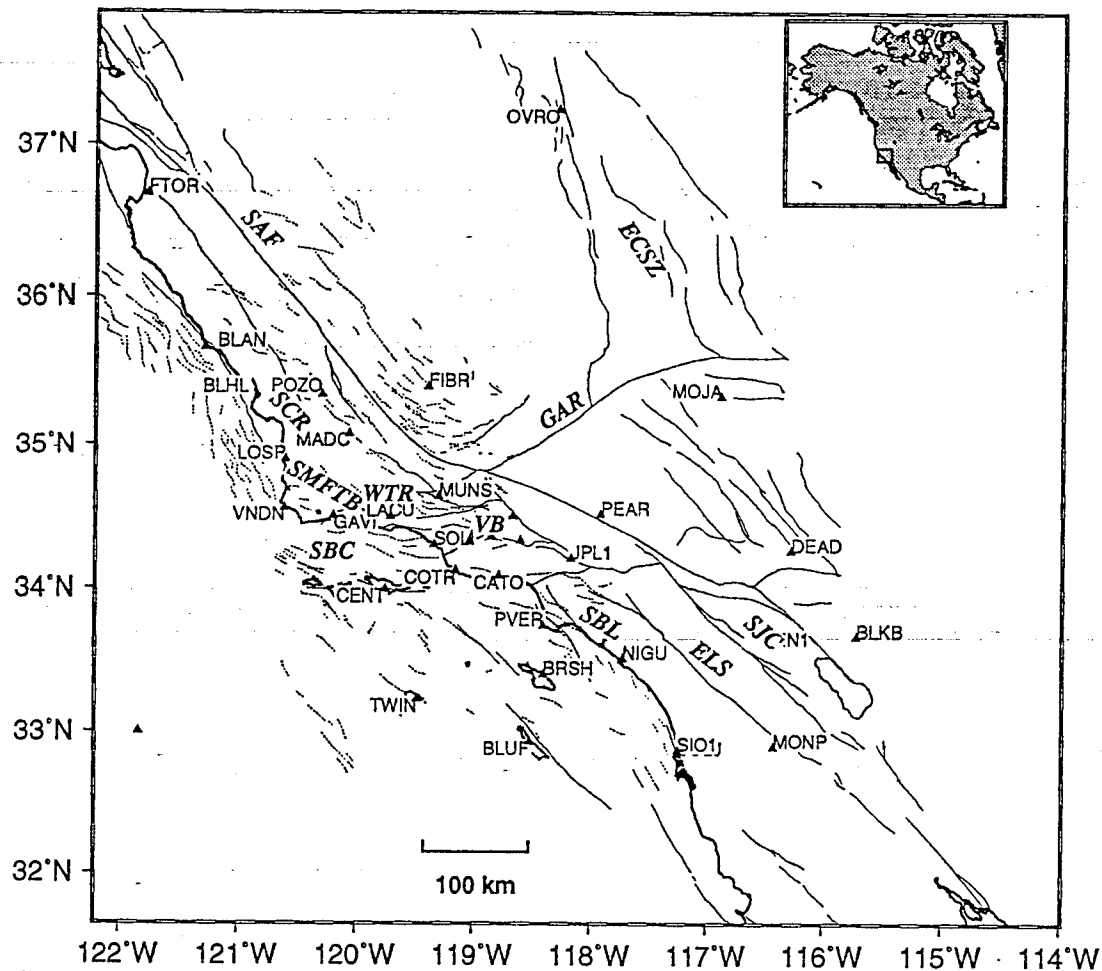 OVRO
37°N
FTOR
SAF
ECSZ
36°N
BLAN
BLHL
POZO
FIBR
MOJA
SCR
GAR
35°N
MADC
LOSP
SMFTB
WTR
MUNS
VNDN
LACU
GAVI
VB
PEAR
SOL
SBC
JPL1
DEAD
34°N
COTR
CATO
CENT
PVER
SBL
SJC
IN1
BLKB
NIGU
ELS
BRSH
TWIN
33°N
BLUF
SIO1
MONP
32°N
100 km
122°W 121°W 120°W 119°W 118°W 117°W 116°W 115°W 114°W